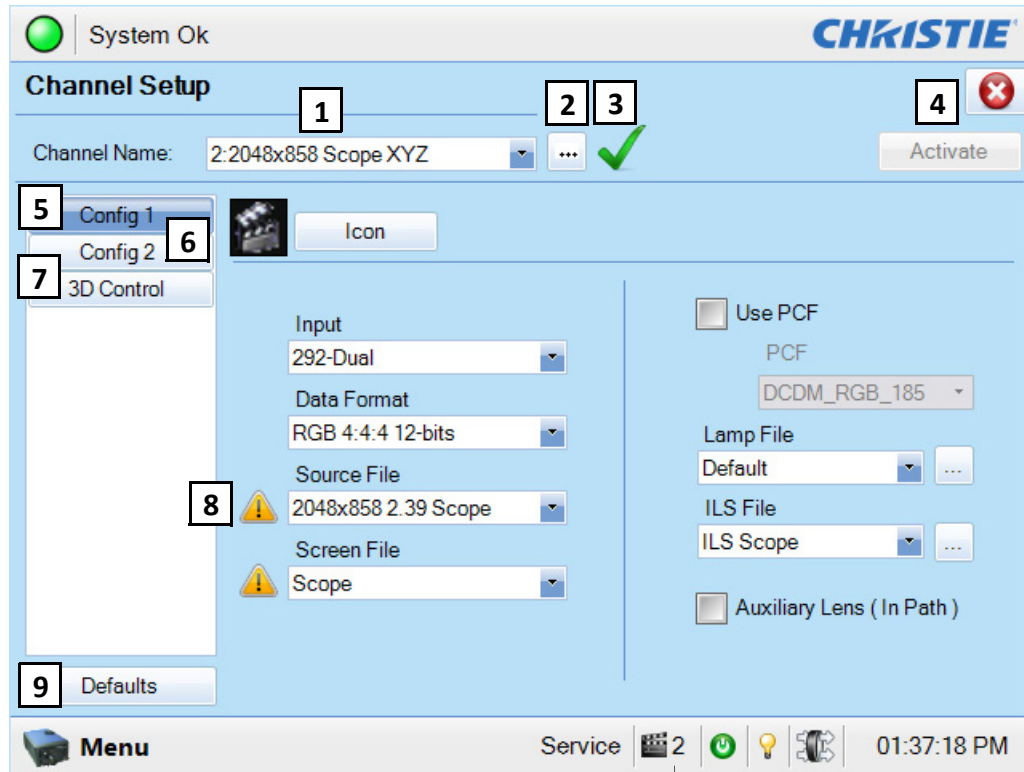 System Ok
CHRISTIE
Channel Setup
1
2
3
4
Channel Name:
2:2048x858 Scope XYZ
...
Activate
5
Config 1
6
Config 2
7
3D Control
Icon
Input
292-Dual
Data Format
RGB 4:4:4 12-bits
8
Source File
2048x858 2.39 Scope
Screen File
Scope
Use PCF
PCF
DCDM_RGB_185
Lamp File
Default
...
ILS File
ILS Scope
...
Auxiliary Lens ( In Path )
9
Defaults
Menu
Service
2
01:37:18 PM